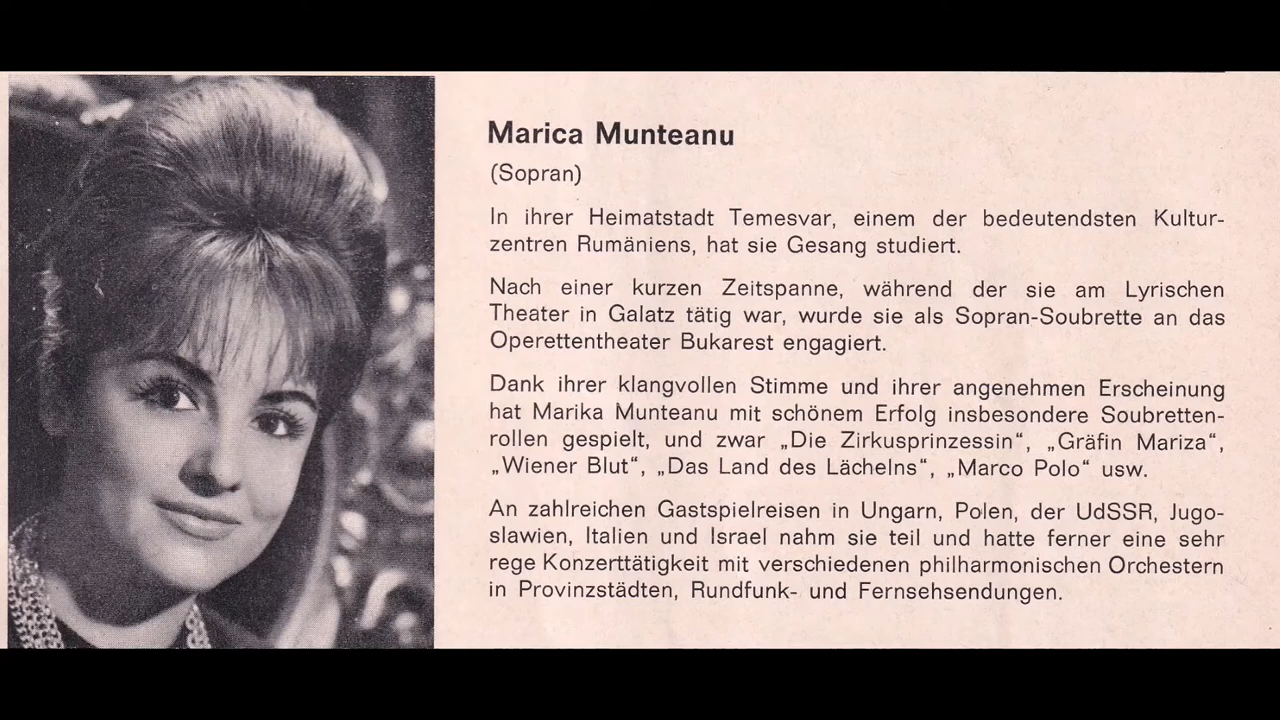 Marica Munteanu
(Sopran)
In ihrer Heimatstadt Temesvar, einem der bedeutendsten Kultur-
zentren Rumäniens, hat sie Gesang studiert.
Nach einer kurzen Zeitspanne, während der sie am Lyrischen
Theater in Galatz tätig war, wurde sie als Sopran-Soubrette an das
Operettentheater Bukarest engagiert.
Dank ihrer klangvollen Stimme und ihrer angenehmen Erscheinung
hat Marika Munteanu mit schönem Erfolg insbesondere Soubretten-
rollen gespielt, und zwar „Die Zirkusprinzessin“, „Gräfin Mariza“,
„Wiener Blut“, „Das Land des Lächelns“, „Marco Polo“ usw.
An zahlreichen Gastspielreisen in Ungarn, Polen, der UdSSR, Jugo-
slawien, Italien und Israel nahm sie teil und hatte ferner eine sehr
rege Konzerttätigkeit mit verschiedenen philharmonischen Orchestern
in Provinzstädten, Rundfunk- und Fernsehsendungen.